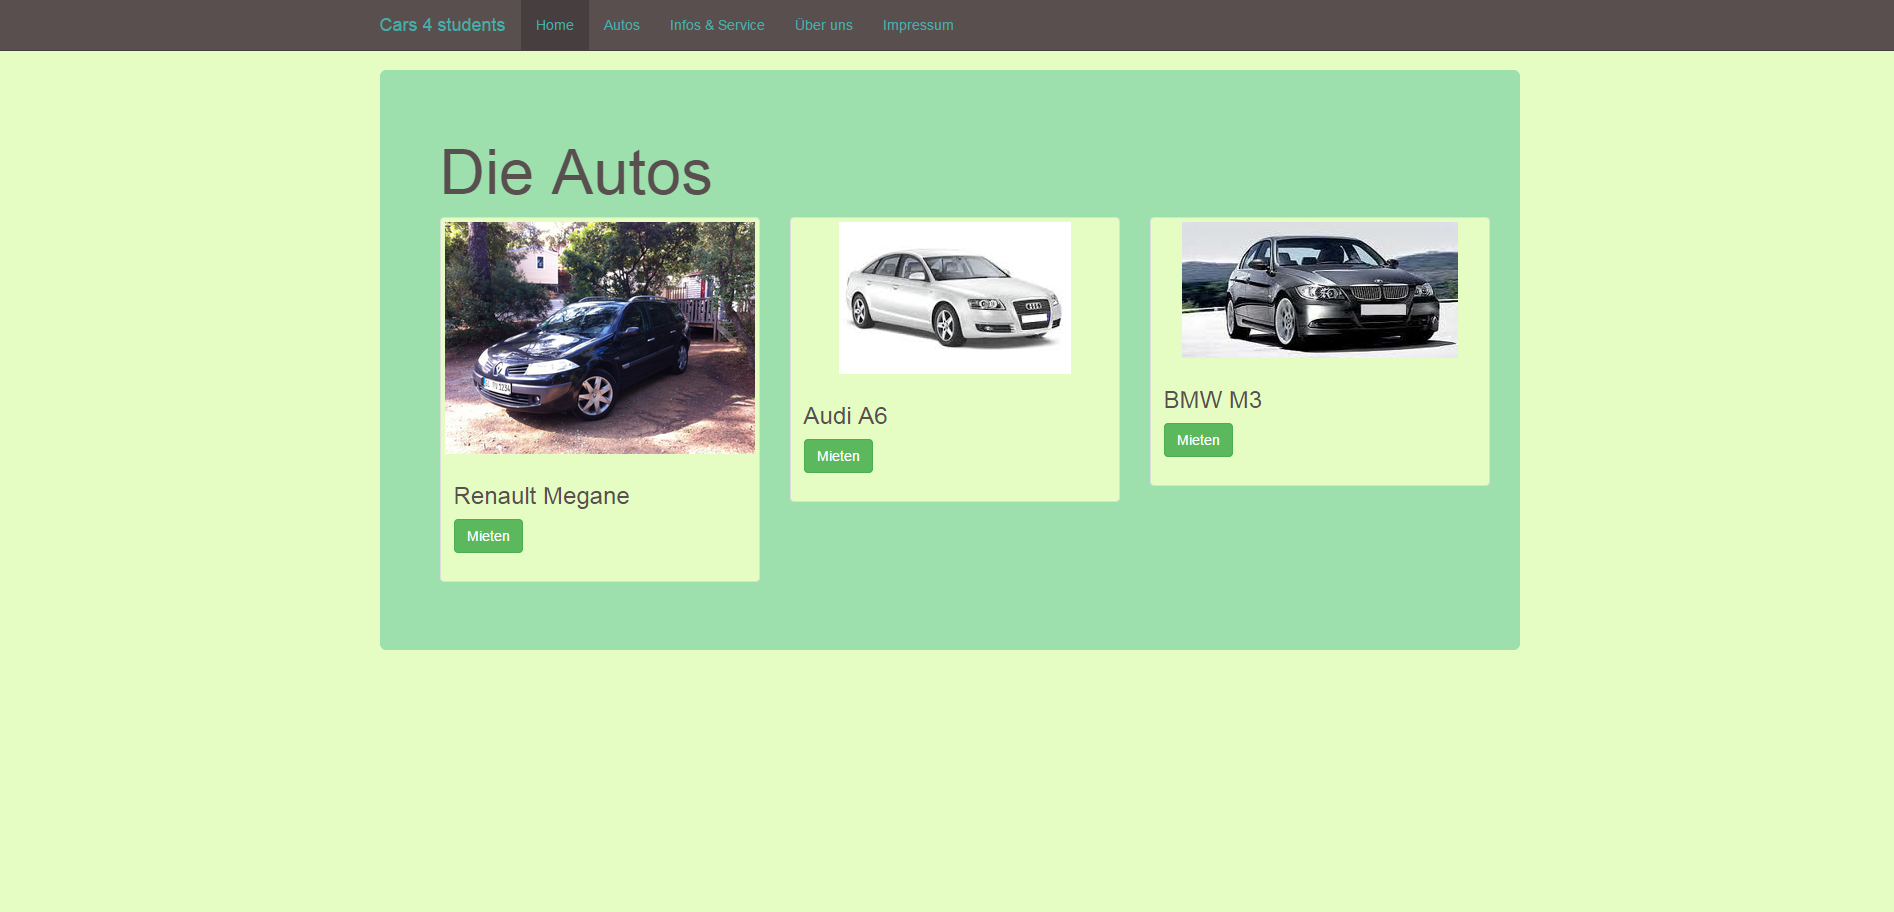 Cars 4 students Home Autos Infos & Service Über uns Impressum
Die Autos
Renault Megane
Mieten
Audi A6
Mieten
BMW M3
Mieten